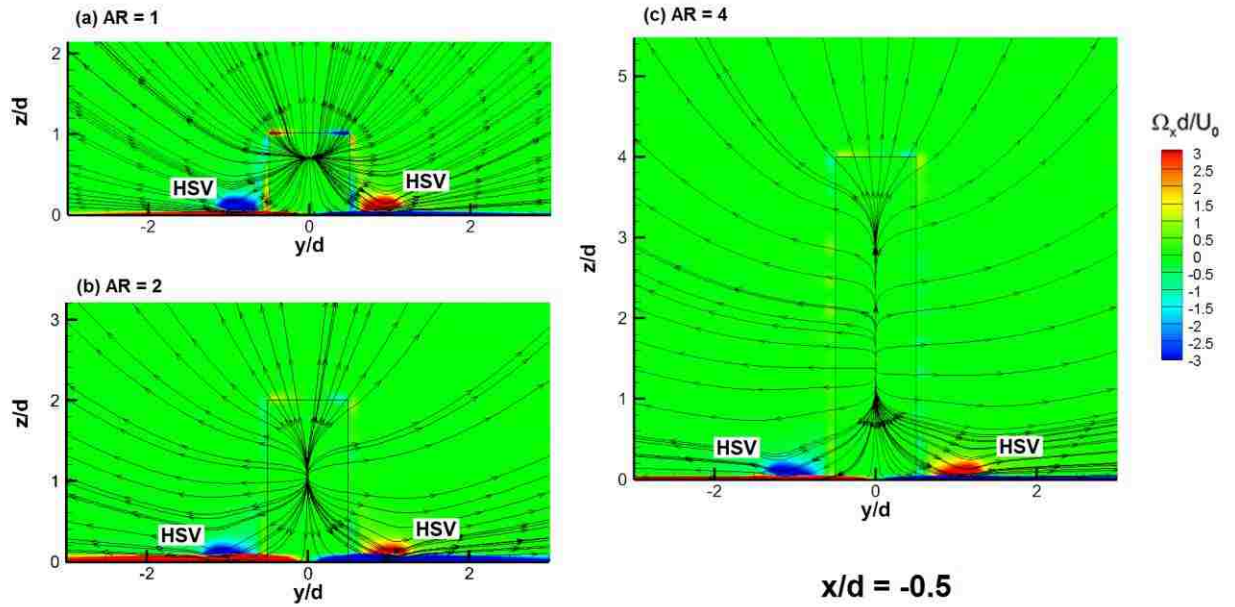 (a) AR = 1
z/d
2
1
0
HSV
HSV
-2
0
2
y/d
(b) AR = 2
z/d
3
2
1
0
HSV
HSV
-2
0
2
y/d
(c) AR = 4
z/d
5
4
3
2
1
0
HSV
HSV
-2
0
2
y/d
Ωₓd/U₀
3
2.5
2
1.5
1
0.5
0
-0.5
-1
-1.5
-2
-2.5
-3
x/d = -0.5